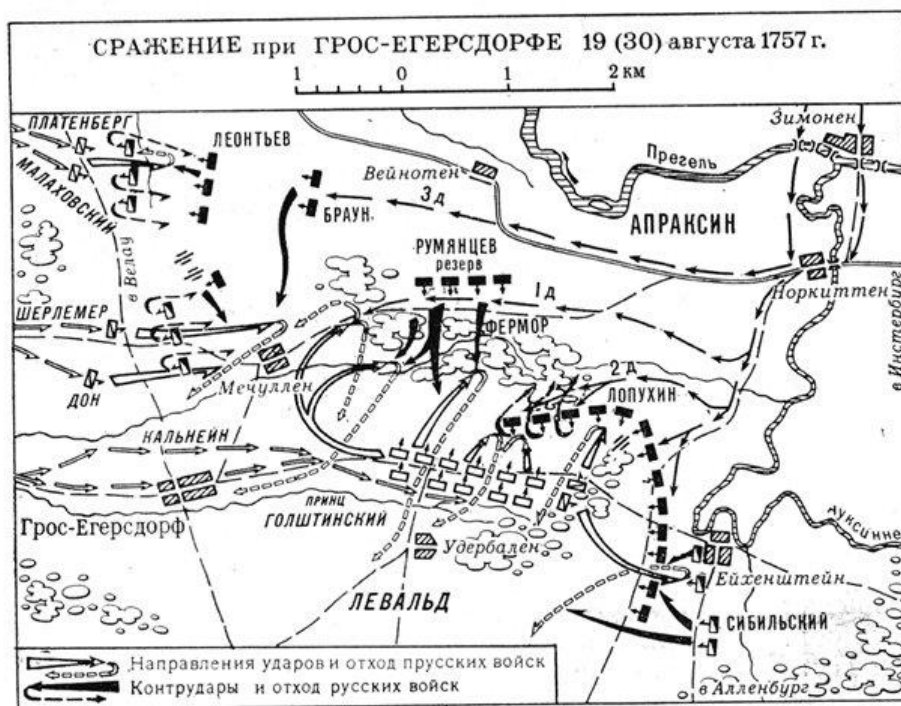 СРАЖЕНИЕ при ГРОС-ЕГЕРСДОРФЕ 19 (30) августа 1757 г.
1 0 1 2 км
ПЛАТЕНБЕРГ
МАЛАХОВСКИЙ
ЛЕОНТЬЕВ
Зимонен
Прегель
Вейнотен
3 д
БРАУН
АПРАКСИН
РУМЯНЦЕВ
резерв
в Велау
1 д
Норкиттен
в Инстербург
ШЕРЛЕМЕР
ФЕРМОР
Мечуллен
2 д
ДОН
ЛОПУХИН
КАЛЬНЕЙН
ПРИНЦ
ГОЛШТИНСКИЙ
Грос-Егерсдорф
Ауксинне
Удербален
Ейхенштейн
ЛЕВАЛЬД
СИБИЛЬСКИЙ
Направления ударов и отход прусских войск
Контрудары и отход русских войск
в Алленбург